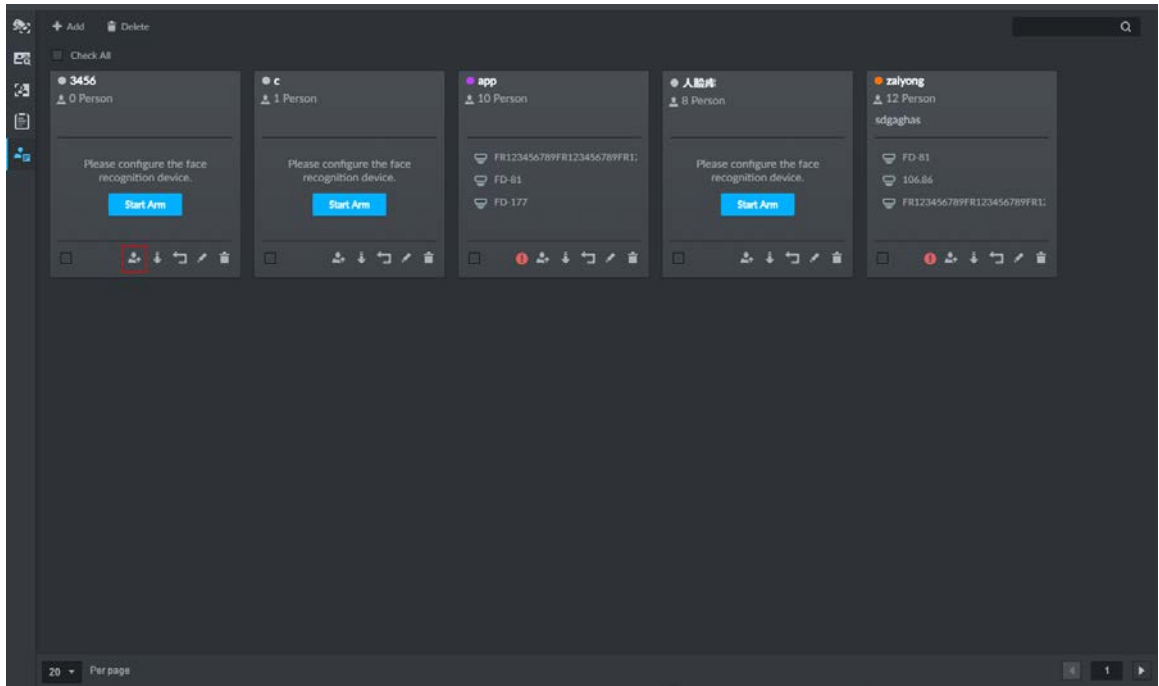 Add Delete
Check All
3456
0 Person
Please configure the face
recognition device.
Start Arm
c
1 Person
Please configure the face
recognition device.
Start Arm
app
10 Person
FR123456789FR123456789FR1:
FD-81
FD-177
人脸库
8 Person
Please configure the face
recognition device.
Start Arm
zaiyong
12 Person
sdgaghas
FD-81
106.86
FR123456789FR123456789FR1:
20 Per page
1